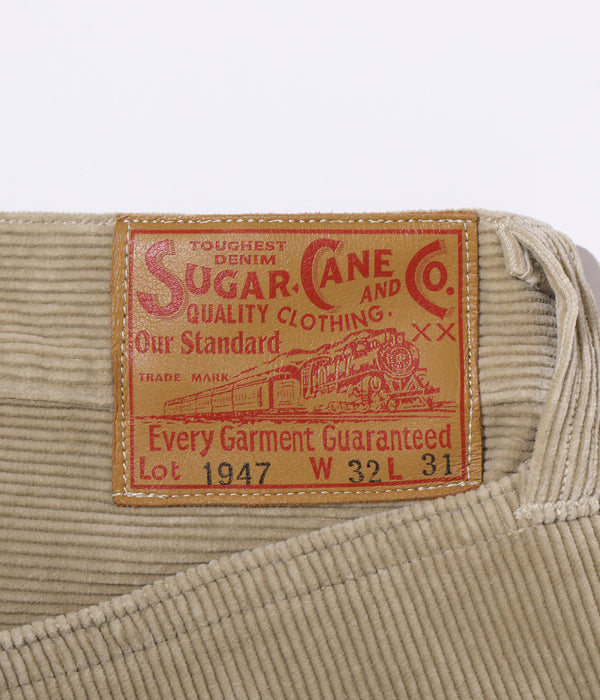 TOUGHEST
DENIM
SUGAR. CANE AND CO.
QUALITY CLOTHING.
XX
Our Standard
TRADE MARK
Every Garment Guaranteed
Lot 1947 W 32 L 31